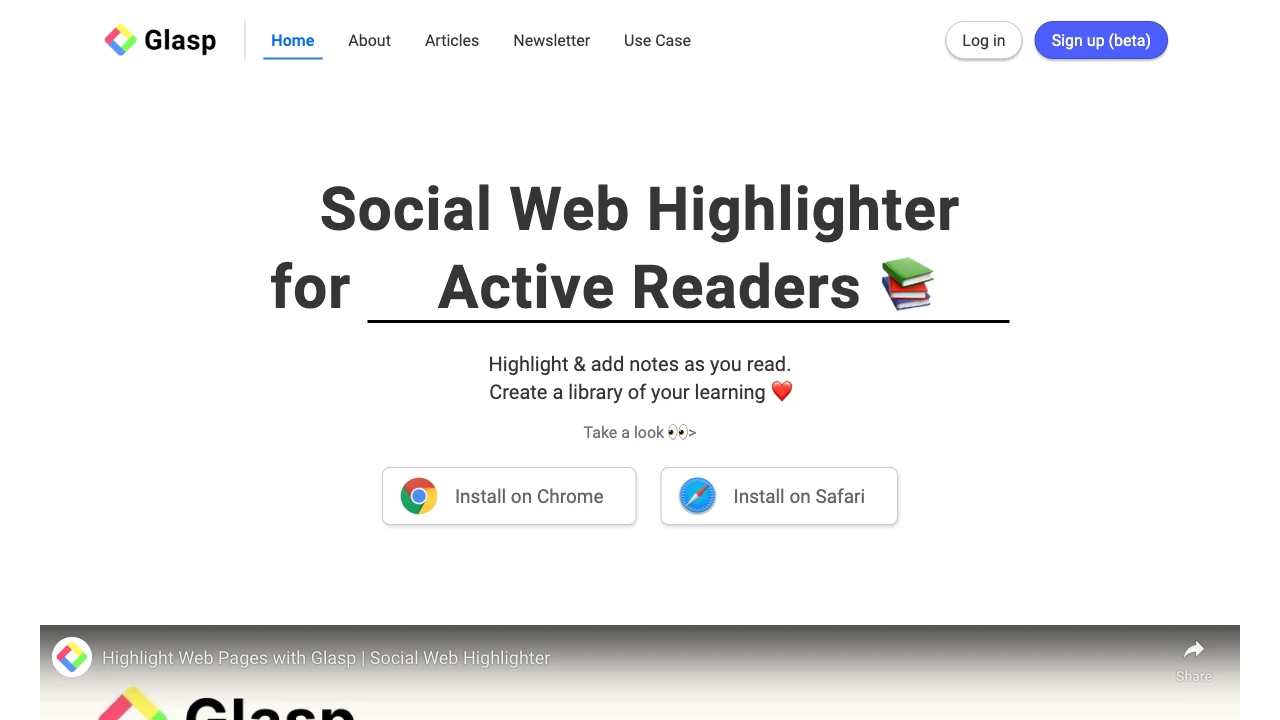 Glasp
Home
About
Articles
Newsletter
Use Case
Log in
Sign up (beta)
Social Web Highlighter
for Active Readers 📚
Highlight & add notes as you read.
Create a library of your learning ❤️
Take a look 👀>
Install on Chrome
Install on Safari
Highlight Web Pages with Glasp | Social Web Highlighter
Share
Glasp